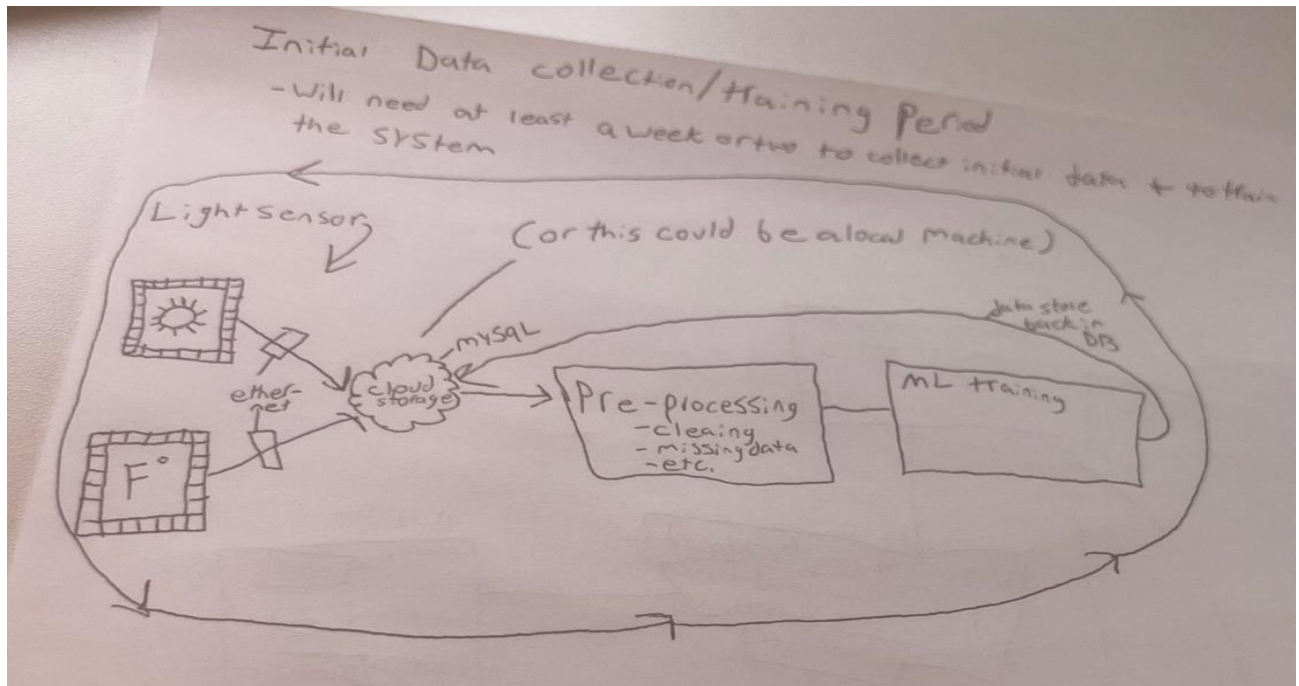 Initial Data collection/training Period
- Will need at least a week or two to collect initial data + to train
the system
Light sensor
(or this could be a local machine)
data store
back in
DB
mySQL
cloud
storage
ether-
net
Pre-processing
- cleaing
- missing data
- etc.
ML training
F°